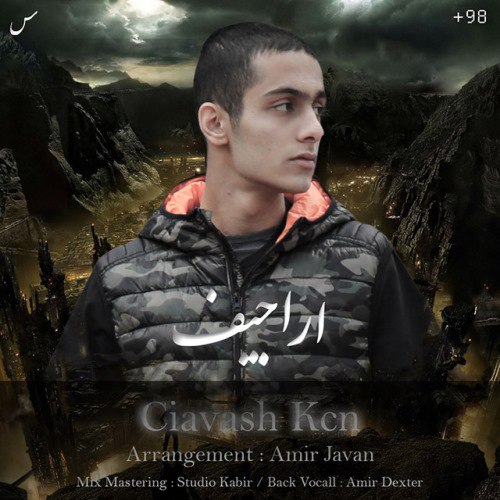 س
+98
اراجیف
Ciavash Kcn
Arrangement : Amir Javan
Mix Mastering : Studio Kabir / Back Vocall : Amir Dexter